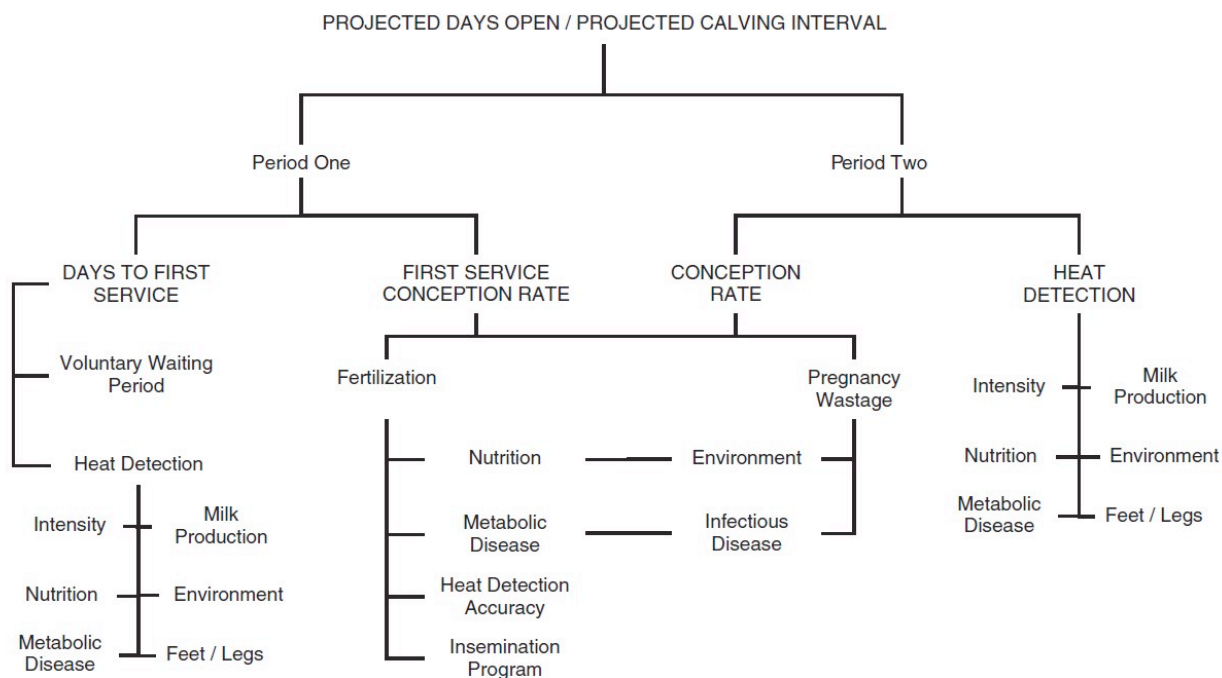 PROJECTED DAYS OPEN / PROJECTED CALVING INTERVAL
Period One
Period Two
DAYS TO FIRST
SERVICE
FIRST SERVICE
CONCEPTION RATE
CONCEPTION
RATE
HEAT
DETECTION
Voluntary Waiting
Period
Heat Detection
Intensity
Milk
Production
Nutrition
Environment
Metabolic
Disease
Feet / Legs
Fertilization
Pregnancy
Wastage
Nutrition
Environment
Metabolic
Disease
Infectious
Disease
Heat Detection
Accuracy
Insemination
Program
Intensity
Milk
Production
Nutrition
Environment
Metabolic
Disease
Feet / Legs